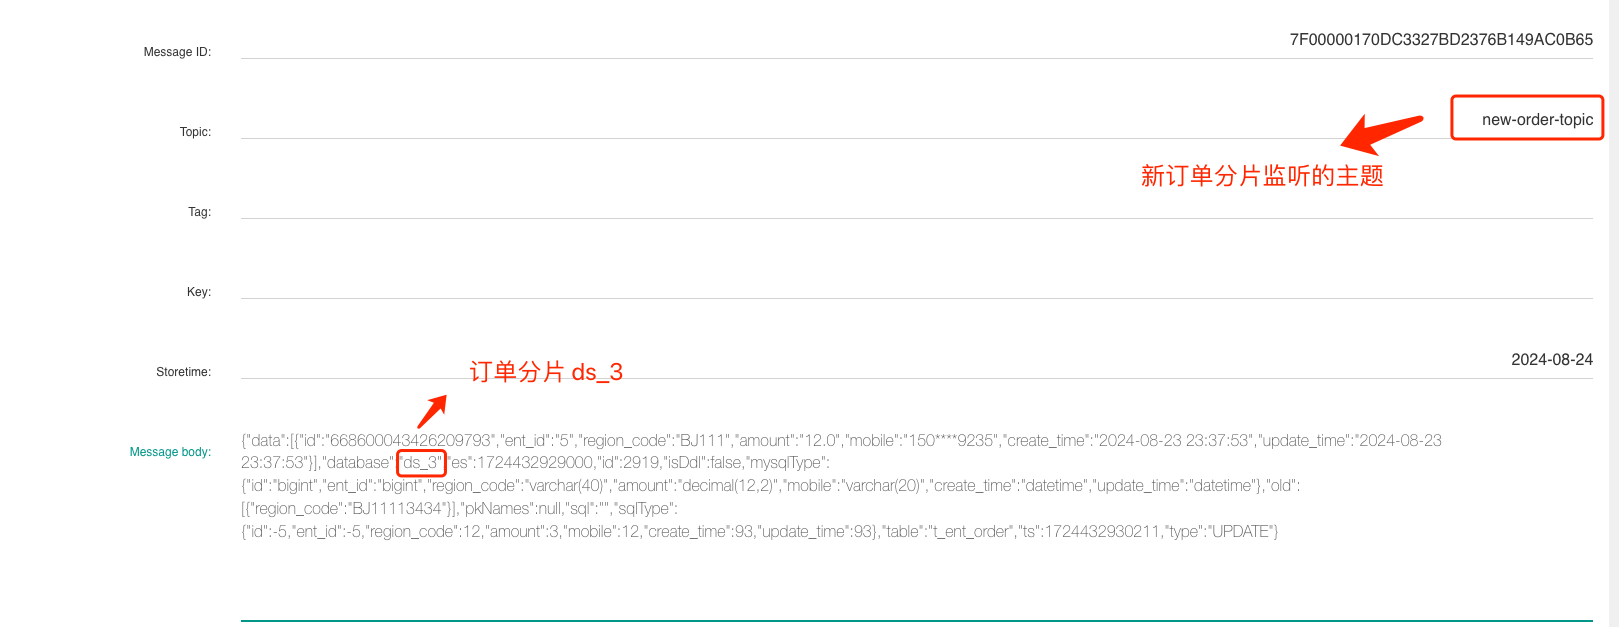 Message ID:
7F00000170DC3327BD2376B149AC0B65
Topic:
new-order-topic
新订单分片监听的主题
Tag:
Key:
Storetime:
2024-08-24
订单分片 ds_3
Message body:
{"data":[{"id":"668600043426209793","ent_id":"5","region_code":"BJ111","amount":"12.0","mobile":"150****9235","create_time":"2024-08-23 23:37:53","update_time":"2024-08-23
23:37:53"}],"database":"ds_3","es":1724432929000,"id":2919,"isDdl":false,"mysqlType":
{"id":"bigint","ent_id":"bigint","region_code":"varchar(40)","amount":"decimal(12,2)","mobile":"varchar(20)","create_time":"datetime","update_time":"datetime"},"old":
[{"region_code":"BJ11113434"}],"pkNames":null,"sql":"","sqlType":
{"id":-5,"ent_id":-5,"region_code":12,"amount":3,"mobile":12,"create_time":93,"update_time":93},"table":"t_ent_order","ts":1724432930211,"type":"UPDATE"}